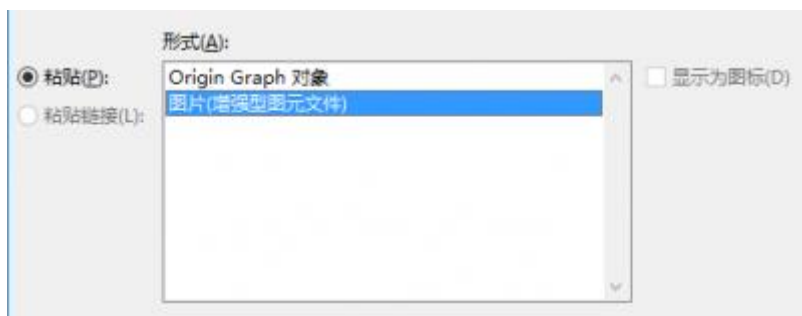 形式(A):
粘贴(P):
Origin Graph 对象
显示为图标(D)
图片(增强型图元文件)
粘贴链接(L):